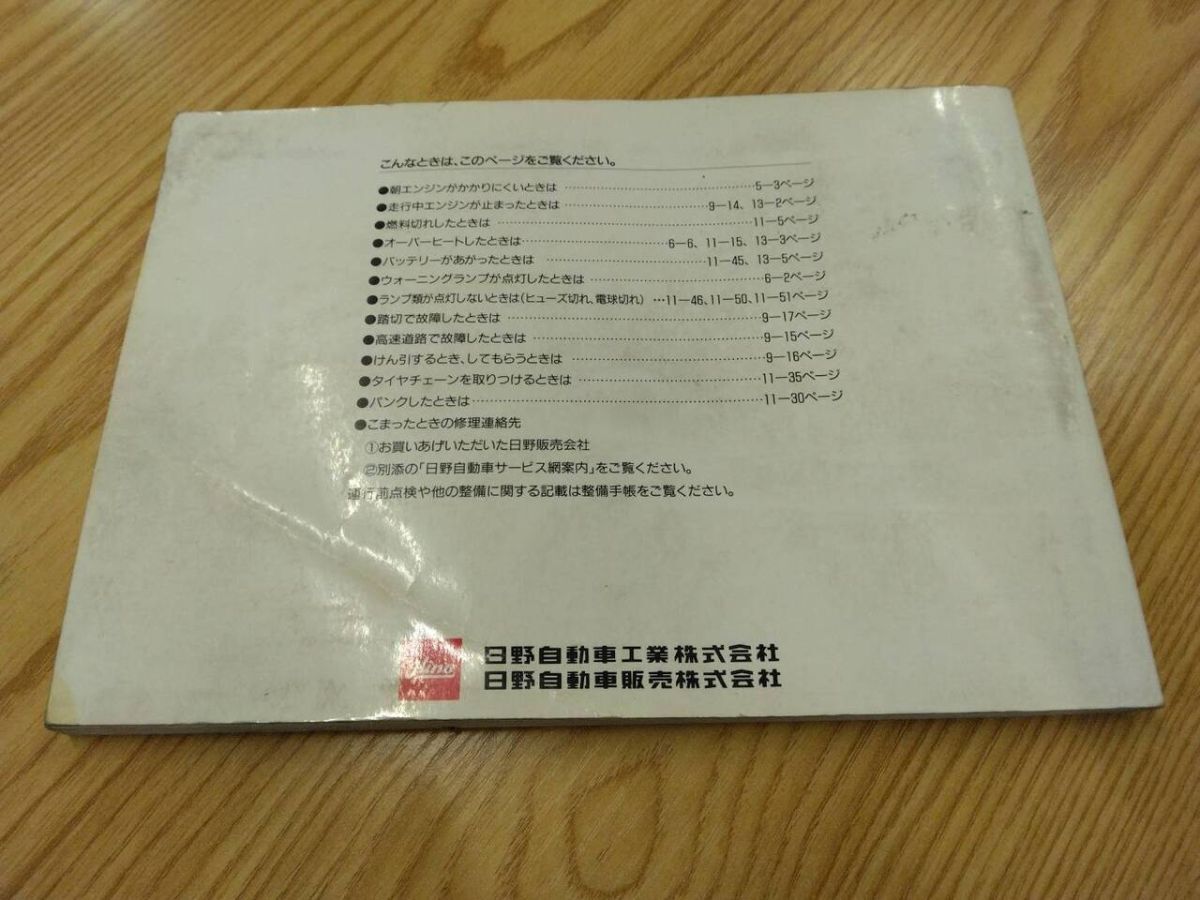 こんなときは、このページをご覧ください。
●朝エンジンがかかりにくいときは ……………………………5−3ページ
●走行中エンジンが止まったときは ……………………9−14、13−2ページ
●燃料切れしたときは ……………………………………11−5ページ
●オーバーヒートしたときは ……………………6−6、11−15、13−3ページ
●バッテリーがあがったときは ……………………11−45、13−5ページ
●ウォーニングランプが点灯したときは ……………………………6−2ページ
●ランプ類が点灯しないときは(ヒューズ切れ、電球切れ) …11−46、11−50、11−51ページ
●踏切で故障したときは ……………………………………9−17ページ
●高速道路で故障したときは ……………………………………9−15ページ
●けん引するとき、してもらうときは ……………………………9−16ページ
●タイヤチェーンを取りつけるときは ……………………………11−35ページ
●パンクしたときは ……………………………………………11−30ページ
●こまったときの修理連絡先
①お買いあげいただいた日野販売会社
②別添の「日野自動車サービス網案内」をご覧ください。
運行前点検や他の整備に関する記載は整備手帳をご覧ください。
Hino
日野自動車工業株式会社
日野自動車販売株式会社